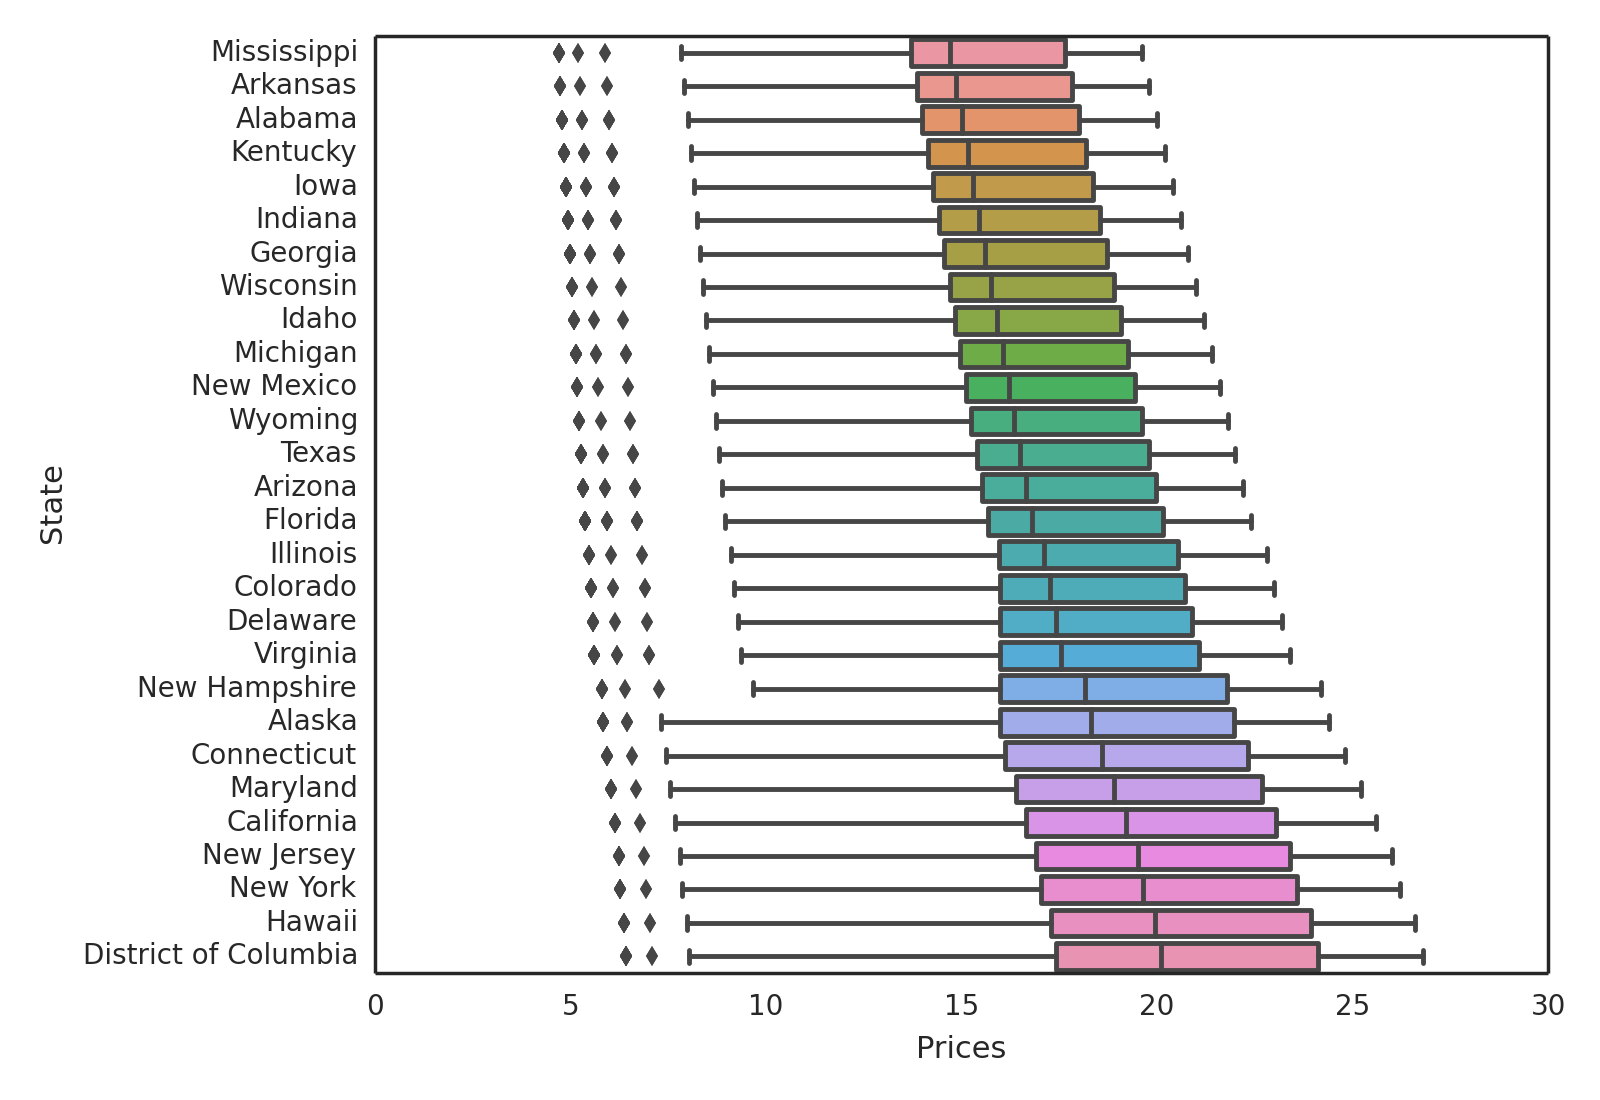 Mississippi
Arkansas
Alabama
Kentucky
Iowa
Indiana
Georgia
Wisconsin
Idaho
Michigan
New Mexico
Wyoming
Texas
Arizona
Florida
Illinois
Colorado
Delaware
Virginia
New Hampshire
Alaska
Connecticut
Maryland
California
New Jersey
New York
Hawaii
District of Columbia
State
0 5 10 15 20 25 30
Prices